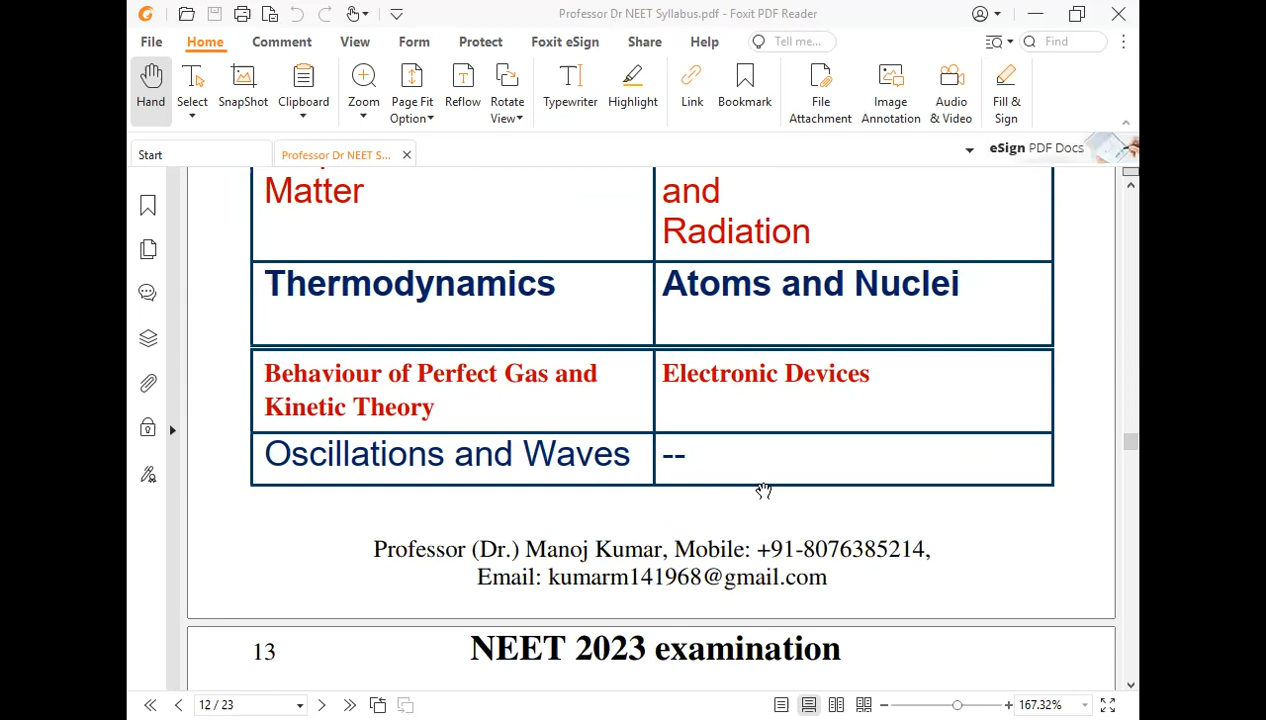 Professor Dr NEET Syllabus.pdf - Foxit PDF Reader
File Home Comment View Form Protect Foxit eSign Share Help Tell me... Find
Hand Select SnapShot Clipboard Zoom Page Fit Option Reflow Rotate View Typewriter Highlight Link Bookmark File Attachment Image Annotation Audio & Video Fill & Sign
Start Professor Dr NEET S... eSign PDF Docs
Matter and
Radiation
Thermodynamics Atoms and Nuclei
Behaviour of Perfect Gas and Electronic Devices
Kinetic Theory
Oscillations and Waves --
Professor (Dr.) Manoj Kumar, Mobile: +91-8076385214,
Email: kumarm141968@gmail.com
13 NEET 2023 examination
12 / 23 167.32%